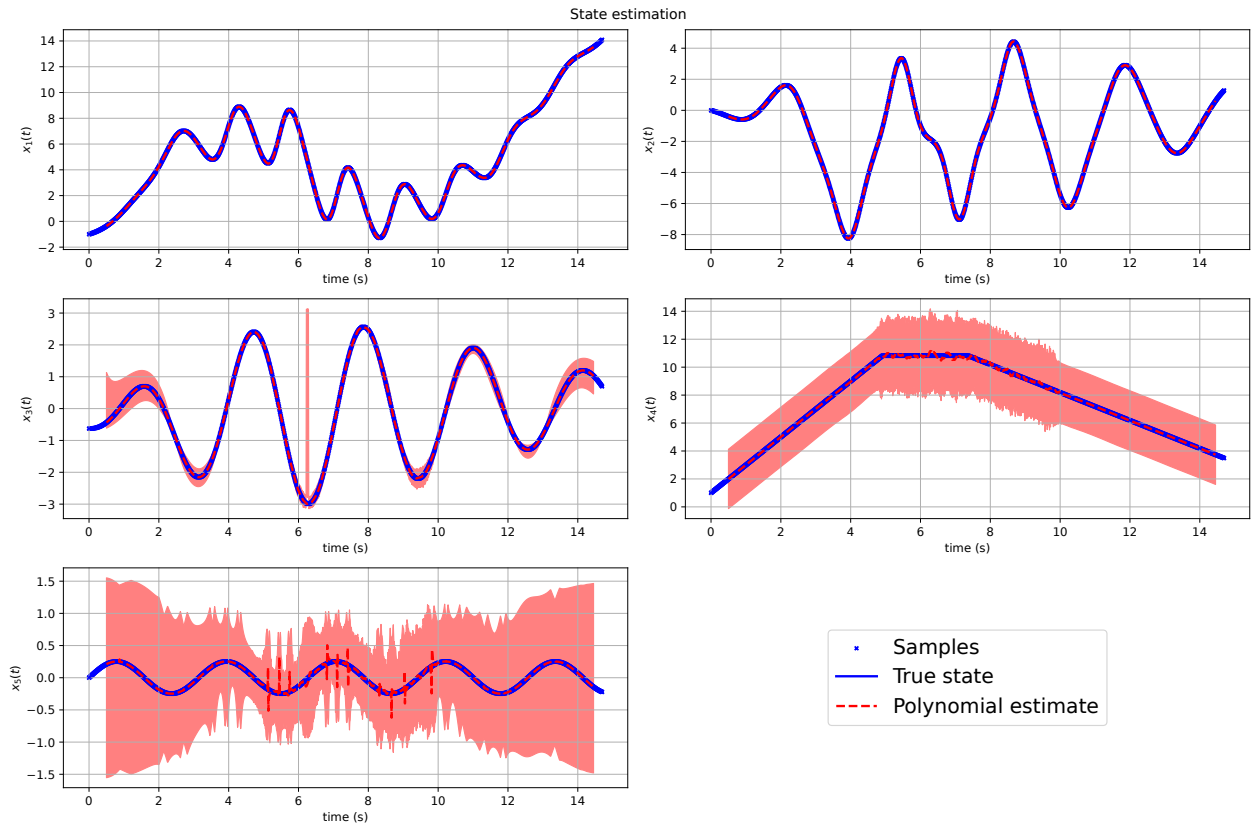 State estimation
x₁(t)
14
12
10
8
6
4
2
0
−2
0 2 4 6 8 10 12 14
time (s)
x₂(t)
4
2
0
−2
−4
−6
−8
0 2 4 6 8 10 12 14
time (s)
x₃(t)
3
2
1
0
−1
−2
−3
0 2 4 6 8 10 12 14
time (s)
x₄(t)
14
12
10
8
6
4
2
0
0 2 4 6 8 10 12 14
time (s)
x₅(t)
1.5
1.0
0.5
0.0
−0.5
−1.0
−1.5
0 2 4 6 8 10 12 14
time (s)
Samples
True state
Polynomial estimate